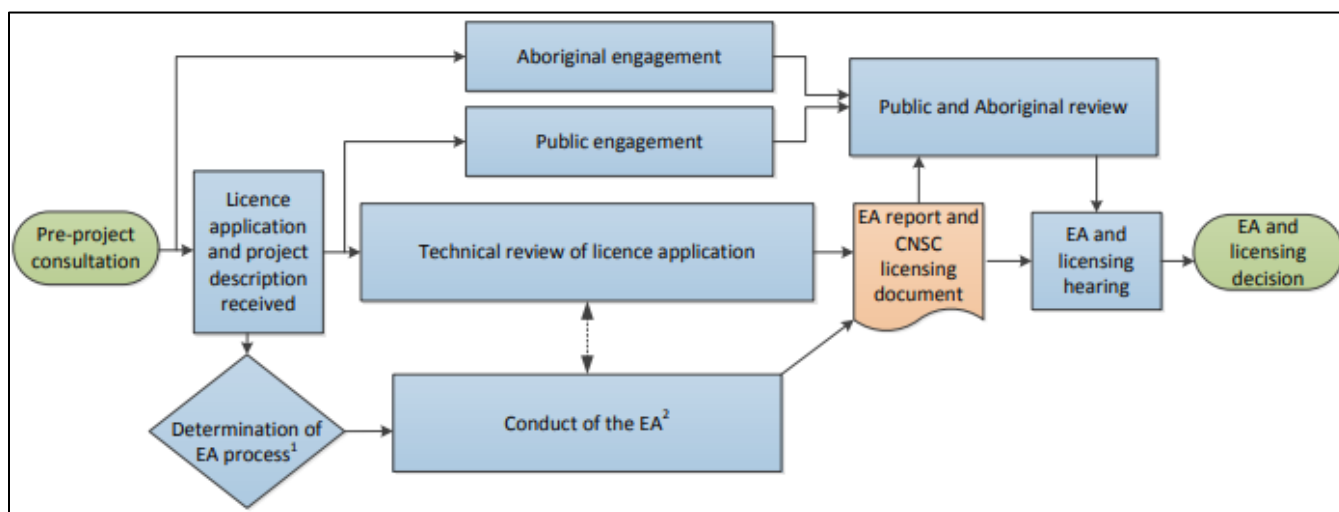 Aboriginal engagement
Public engagement
Public and Aboriginal review
Pre-project
consultation
Licence
application
and project
description
received
Technical review of licence application
EA report and
CNSC
licensing
document
EA and
licensing
hearing
EA and
licensing
decision
Determination of
EA process¹
Conduct of the EA²